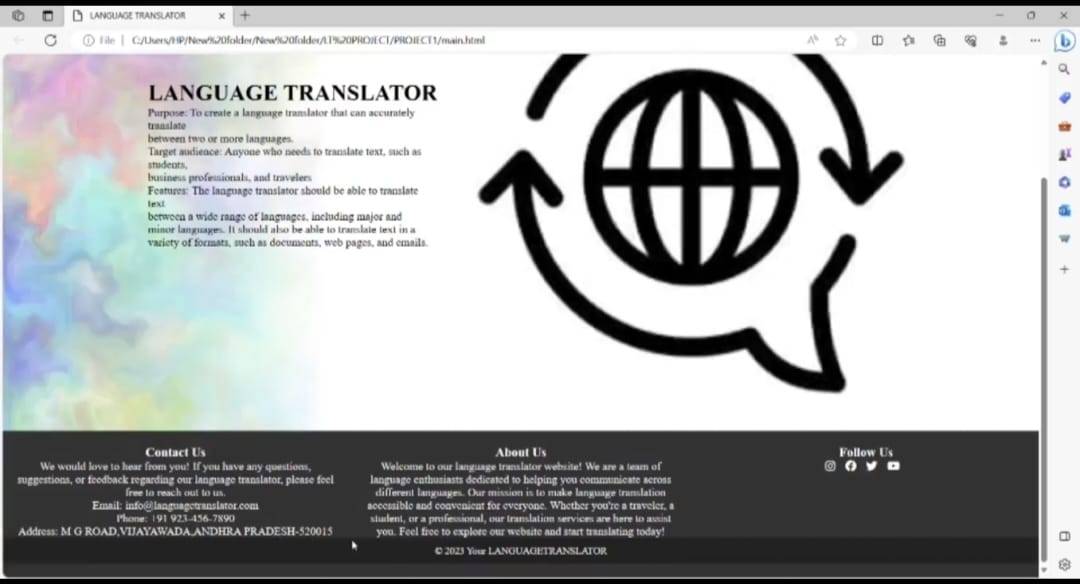 LANGUAGE TRANSLATOR
File
C:/Users/HP/New%20folder/New%20folder/LT%20PROJECT/PROJECT1/main.html
LANGUAGE TRANSLATOR
Purpose: To create a language translator that can accurately
translate
between two or more languages.
Target audience: Anyone who needs to translate text, such as
students,
business professionals, and travelers
Features: The language translator should be able to translate
text
between a wide range of languages, including major and
minor languages. It should also be able to translate text in a
variety of formats, such as documents, web pages, and emails.
Contact Us
We would love to hear from you! If you have any questions,
suggestions, or feedback regarding our language translator, please feel
free to reach out to us.
Email: info@languagetranslator.com
Phone: +91 923-456-7890
Address: M G ROAD,VIJAYAWADA,ANDHRA PRADESH-520015
About Us
Welcome to our language translator website! We are a team of
language enthusiasts dedicated to helping you communicate across
different languages. Our mission is to make language translation
accessible and convenient for everyone. Whether you're a traveler, a
student, or a professional, our translation services are here to assist
you. Feel free to explore our website and start translating today!
Follow Us
© 2023 Your LANGUAGETRANSLATOR